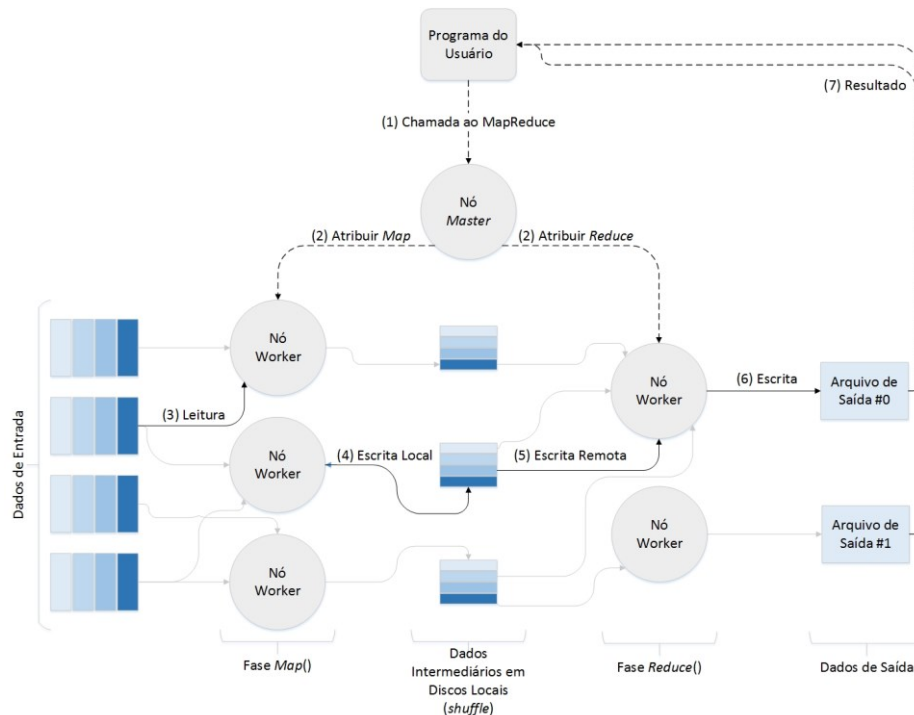 Programa do
Usuário
(7) Resultado
(1) Chamada ao MapReduce
Nó
Master
(2) Atribuir Map
(2) Atribuir Reduce
Dados de Entrada
Nó
Worker
Nó
Worker
(6) Escrita
Arquivo de
Saída #0
(3) Leitura
Nó
Worker
(4) Escrita Local
(5) Escrita Remota
Nó
Worker
Nó
Worker
Arquivo de
Saída #1
Fase Map()
Dados
Intermediários em
Discos Locais
(shuffle)
Fase Reduce()
Dados de Saída